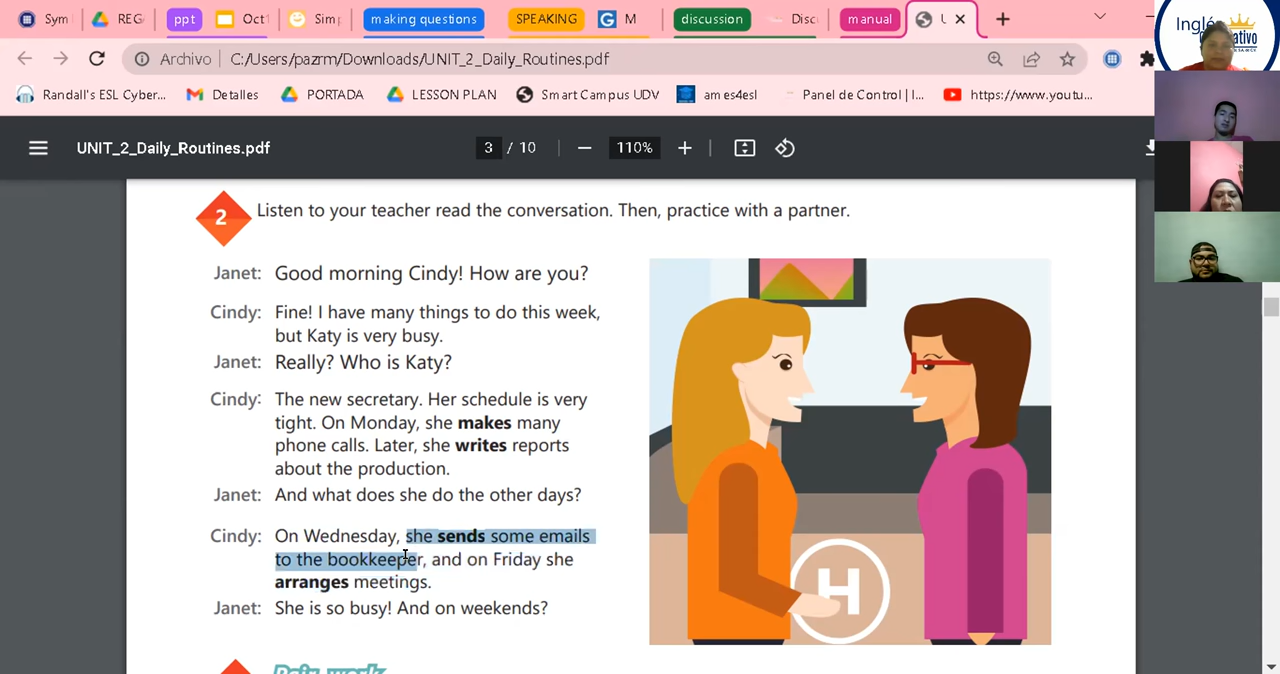 Sym
REG
ppt
Oct1
Simp
making questions
SPEAKING
M
discussion
Disc
manual
Archivo C:/Users/pazrm/Downloads/UNIT_2_Daily_Routines.pdf
Randall's ESL Cyber...
Detalles
PORTADA
LESSON PLAN
Smart Campus UDV
ames4esl
Panel de Control | I...
https://www.youtu...
UNIT_2_Daily_Routines.pdf
3 / 10
110%
2 Listen to your teacher read the conversation. Then, practice with a partner.
Janet: Good morning Cindy! How are you?
Cindy: Fine! I have many things to do this week,
but Katy is very busy.
Janet: Really? Who is Katy?
Cindy: The new secretary. Her schedule is very
tight. On Monday, she makes many
phone calls. Later, she writes reports
about the production.
Janet: And what does she do the other days?
Cindy: On Wednesday, she sends some emails
to the bookkeeper, and on Friday she
arranges meetings.
Janet: She is so busy! And on weekends?
H